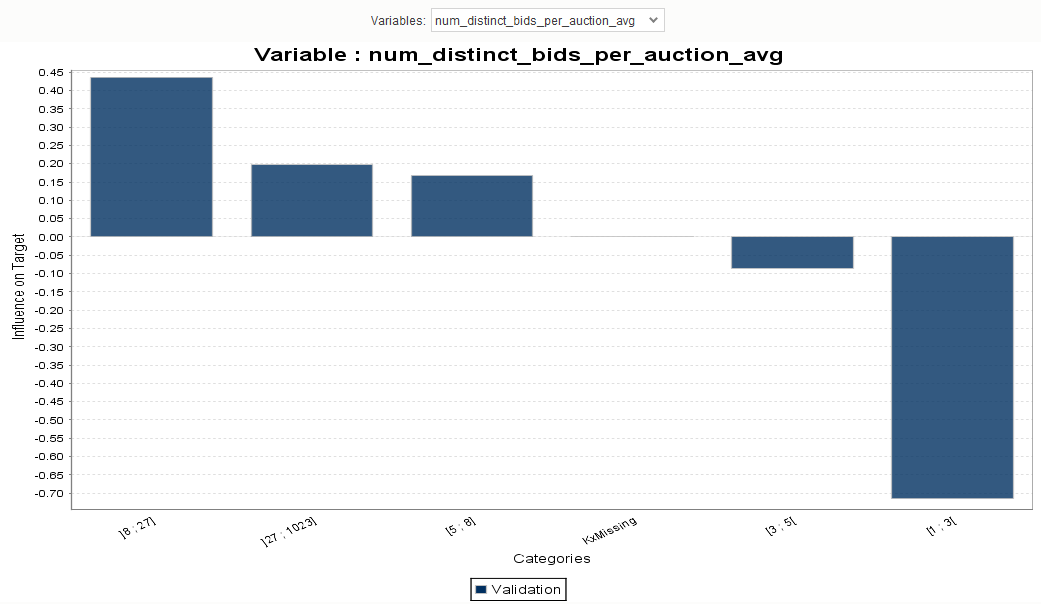 Variables: num_distinct_bids_per_auction_avg
Variable : num_distinct_bids_per_auction_avg
0.45
0.40
0.35
0.30
0.25
0.20
0.15
0.10
0.05
0.00
-0.05
-0.10
-0.15
-0.20
-0.25
-0.30
-0.35
-0.40
-0.45
-0.50
-0.55
-0.60
-0.65
-0.70
Influence on Target
]8 ; 27]
]27 ; 1023]
[5 ; 8]
KxMissing
[3 ; 5[
[1 ; 3[
Categories
Validation